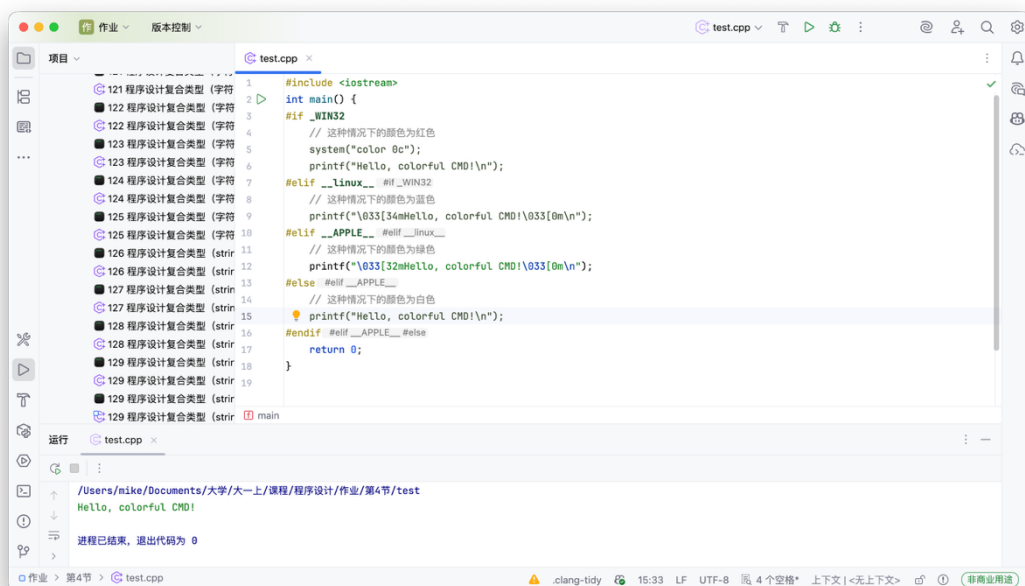 作 作业 版本控制 test.cpp
项目 test.cpp
121 程序设计复合类型（字符
122 程序设计复合类型（字符
122 程序设计复合类型（字符
123 程序设计复合类型（字符
123 程序设计复合类型（字符
124 程序设计复合类型（字符
124 程序设计复合类型（字符
125 程序设计复合类型（字符
125 程序设计复合类型（字符
126 程序设计复合类型（strin
126 程序设计复合类型（strin
127 程序设计复合类型（strin
127 程序设计复合类型（strin
128 程序设计复合类型（strin
128 程序设计复合类型（strin
129 程序设计复合类型（strin
129 程序设计复合类型（strin
129 程序设计复合类型（strin
129 程序设计复合类型（strin
1 #include <iostream>
2 int main() {
3 #if _WIN32
4 // 这种情况下的颜色为红色
5 system("color 0c");
6 printf("Hello, colorful CMD!\n");
7 #elif __linux__ #if _WIN32
8 // 这种情况下的颜色为蓝色
9 printf("\033[34mHello, colorful CMD!\033[0m\n");
10 #elif __APPLE__ #elif __linux__
11 // 这种情况下的颜色为绿色
12 printf("\033[32mHello, colorful CMD!\033[0m\n");
13 #else #elif __APPLE__
14 // 这种情况下的颜色为白色
15 printf("Hello, colorful CMD!\n");
16 #endif #elif __APPLE__ #else
17 return 0;
18 }
19
f main
运行 test.cpp
/Users/mike/Documents/大学/大一上/课程/程序设计/作业/第4节/test
Hello, colorful CMD!
进程已结束，退出代码为 0
作业 > 第4节 > test.cpp .clang-tidy 15:33 LF UTF-8 4 个空格* 上下文 | <无上下文> 非商业用途